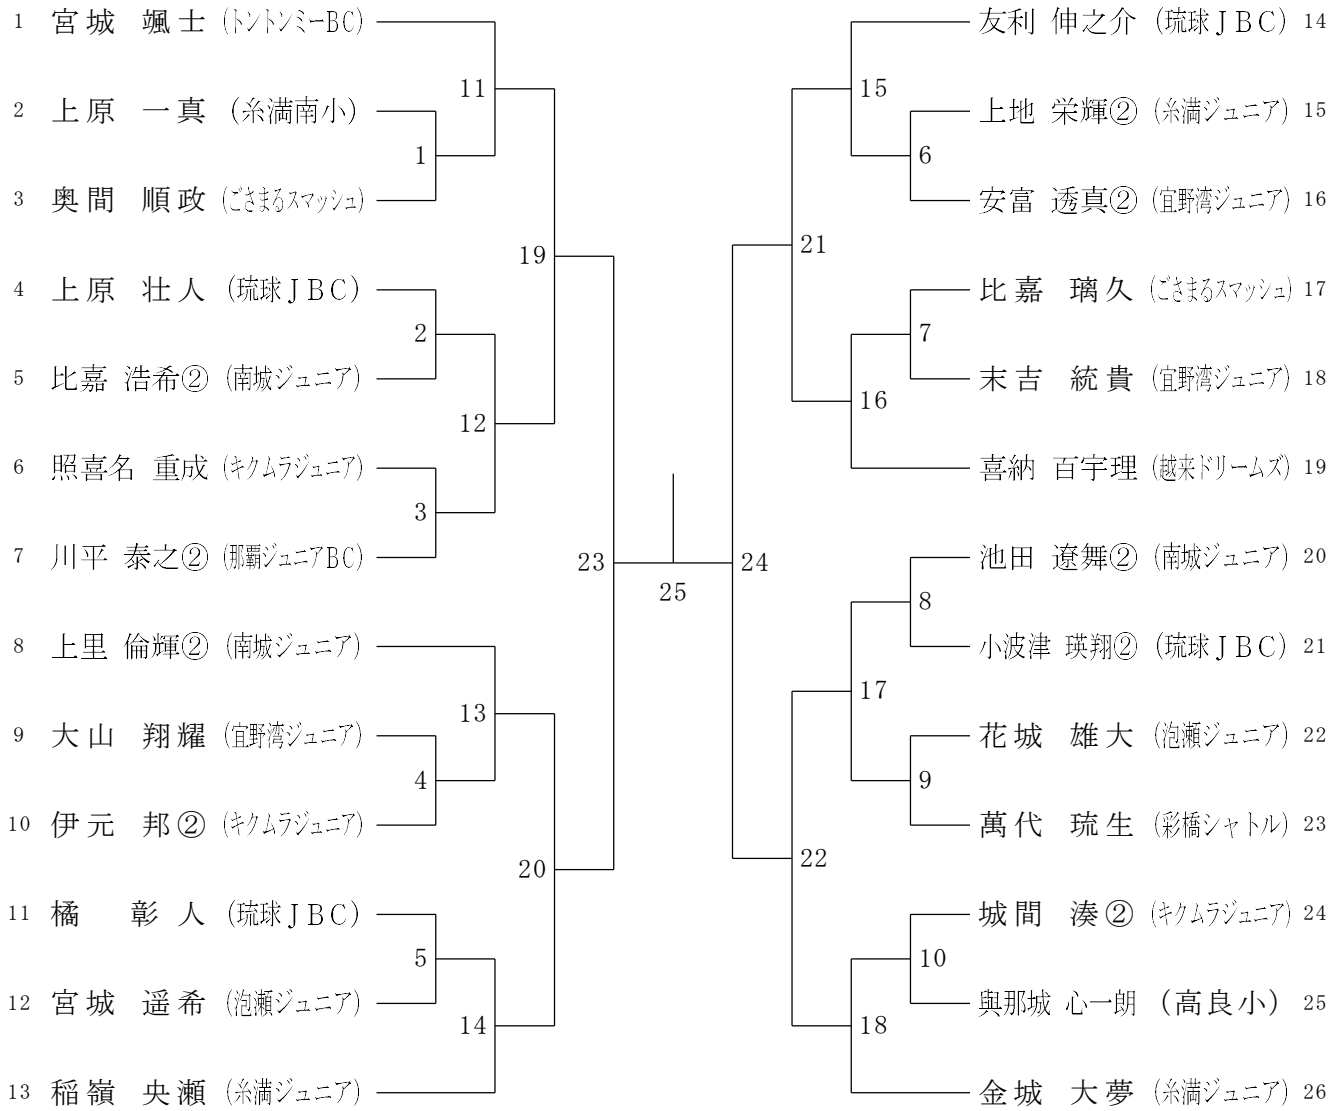 1 宮城 颯士 (トントンミーBC)
2 上原 一真 (糸満南小)
3 奥間 順政 (ごさまるスマッシュ)
4 上原 壮人 (琉球JBC)
5 比嘉 浩希② (南城ジュニア)
6 照喜名 重成 (キクムラジュニア)
7 川平 泰之② (那覇ジュニアBC)
8 上里 倫輝② (南城ジュニア)
9 大山 翔耀 (宜野湾ジュニア)
10 伊元 邦② (キクムラジュニア)
11 橘 彰人 (琉球JBC)
12 宮城 遥希 (泡瀬ジュニア)
13 稲嶺 央瀬 (糸満ジュニア)
1
2
3
4
5
11
12
13
14
19
20
23
25
24
21
22
15
16
17
18
6
7
8
9
10
友利 伸之介 (琉球JBC) 14
上地 栄輝② (糸満ジュニア) 15
安富 透真② (宜野湾ジュニア) 16
比嘉 璃久 (ごさまるスマッシュ) 17
末吉 統貴 (宜野湾ジュニア) 18
喜納 百宇理 (越来ドリームズ) 19
池田 遼舞② (南城ジュニア) 20
小波津 瑛翔② (琉球JBC) 21
花城 雄大 (泡瀬ジュニア) 22
萬代 琉生 (彩橋シャトル) 23
城間 湊② (キクムラジュニア) 24
與那城 心一朗 (高良小) 25
金城 大夢 (糸満ジュニア) 26